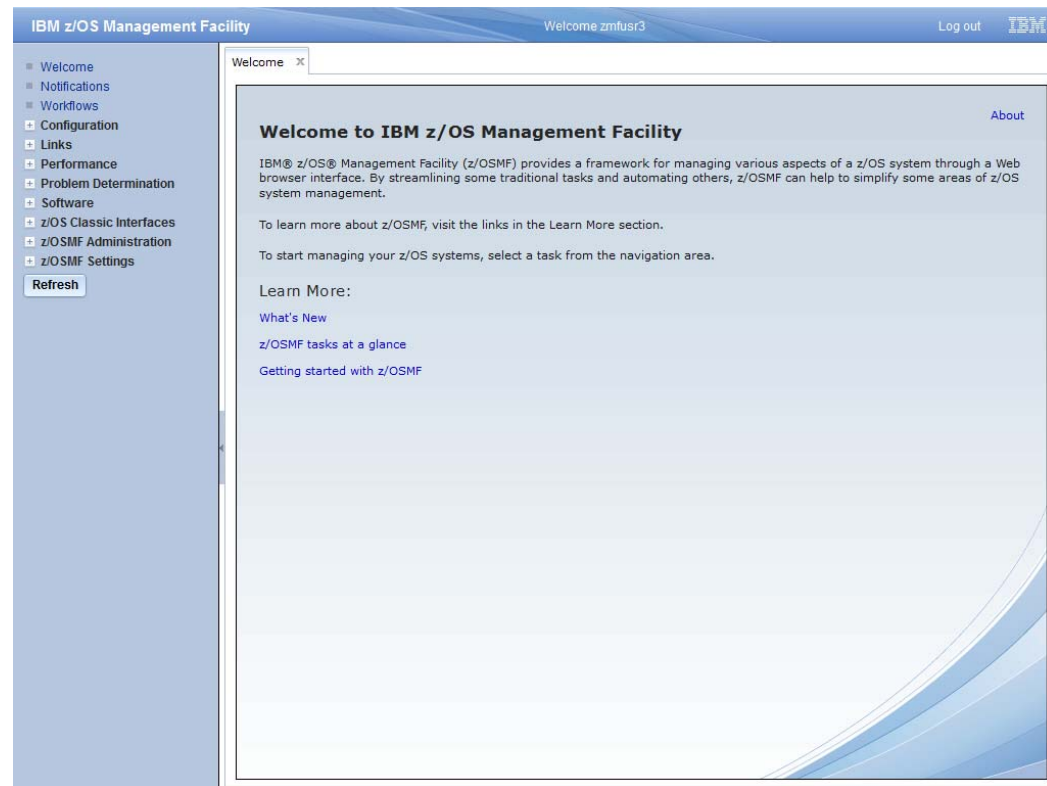 IBM z/OS Management Facility
Welcome zmfusr3
Log out
IBM
Welcome
Notifications
Workflows
Configuration
Links
Performance
Problem Determination
Software
z/OS Classic Interfaces
z/OSMF Administration
z/OSMF Settings
Refresh
Welcome X
About
Welcome to IBM z/OS Management Facility
IBM® z/OS® Management Facility (z/OSMF) provides a framework for managing various aspects of a z/OS system through a Web
browser interface. By streamlining some traditional tasks and automating others, z/OSMF can help to simplify some areas of z/OS
system management.
To learn more about z/OSMF, visit the links in the Learn More section.
To start managing your z/OS systems, select a task from the navigation area.
Learn More:
What's New
z/OSMF tasks at a glance
Getting started with z/OSMF